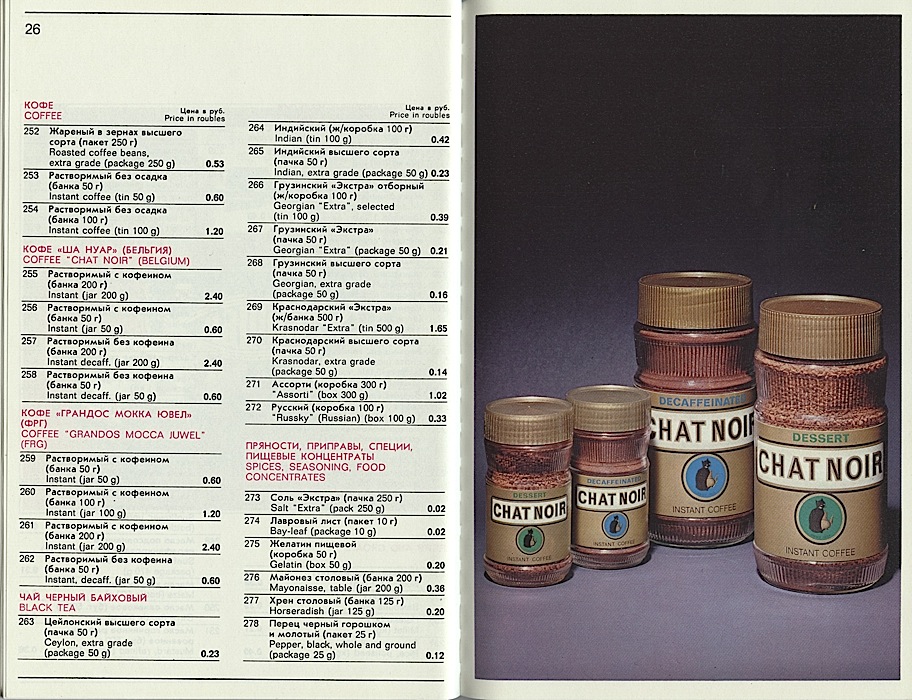 26
КОФЕ
COFFEE
Цена в руб.
Price in roubles
252 Жареный в зернах высшего
сорта (пакет 250 г)
Roasted coffee beans,
extra grade (package 250 g) 0.53
253 Растворимый без осадка
(банка 50 г)
Instant coffee (tin 50 g) 0.60
254 Растворимый без осадка
(банка 100 г)
Instant coffee (tin 100 g) 1.20
КОФЕ «ША НУАР» (БЕЛЬГИЯ)
COFFEE "CHAT NOIR" (BELGIUM)
255 Растворимый с кофеином
(банка 200 г)
Instant (jar 200 g) 2.40
256 Растворимый с кофеином
(банка 50 г)
Instant (jar 50 g) 0.60
257 Растворимый без кофеина
(банка 200 г)
Instant decaff. (jar 200 g) 2.40
258 Растворимый без кофеина
(банка 50 г)
Instant decaff. (jar 50 g) 0.60
КОФЕ «ГРАНДОС МОККА ЮВЕЛ»
(ФРГ)
COFFEE "GRANDOS MOCCA JUWEL"
(FRG)
259 Растворимый с кофеином
(банка 50 г)
Instant (jar 50 g) 0.60
260 Растворимый с кофеином
(банка 100 г)
Instant (jar 100 g) 1.20
261 Растворимый с кофеином
(банка 200 г)
Instant (jar 200 g) 2.40
262 Растворимый без кофеина
(банка 50 г)
Instant, decaff. (jar 50 g) 0.60
ЧАЙ ЧЕРНЫЙ БАЙХОВЫЙ
BLACK TEA
263 Цейлонский высшего сорта
(пачка 50 г)
Ceylon, extra grade
(package 50 g) 0.23
Цена в руб.
Price in roubles
264 Индийский (ж/коробка 100 г)
Indian (tin 100 g) 0.42
265 Индийский высшего сорта
(пачка 50 г)
Indian, extra grade (package 50 g) 0.23
266 Грузинский «Экстра» отборный
(ж/коробка 100 г)
Georgian "Extra", selected
(tin 100 g) 0.39
267 Грузинский «Экстра»
(пачка 50 г)
Georgian "Extra" (package 50 g) 0.21
268 Грузинский высшего сорта
(пачка 50 г)
Georgian, extra grade
(package 50 g) 0.16
269 Краснодарский «Экстра»
(ж/банка 500 г)
Krasnodar "Extra" (tin 500 g) 1.65
270 Краснодарский высшего сорта
(пачка 50 г)
Krasnodar, extra grade
(package 50 g) 0.14
271 Ассорти (коробка 300 г)
"Assorti" (box 300 g) 1.02
272 Русский (коробка 100 г)
"Russky" (Russian) (box 100 g) 0.33
ПРЯНОСТИ, ПРИПРАВЫ, СПЕЦИИ,
ПИЩЕВЫЕ КОНЦЕНТРАТЫ
SPICES, SEASONING, FOOD
CONCENTRATES
273 Соль «Экстра» (пачка 250 г)
Salt "Extra" (pack 250 g) 0.02
274 Лавровый лист (пакет 10 г)
Bay-leaf (package 10 g) 0.02
275 Желатин пищевой
(коробка 50 г)
Gelatin (box 50 g) 0.20
276 Майонез столовый (банка 200 г)
Mayonaisse, table (jar 200 g) 0.36
277 Хрен столовый (банка 125 г)
Horseradish (jar 125 g) 0.20
278 Перец черный горошком
и молотый (пакет 25 г)
Pepper, black, whole and ground
(package 25 g) 0.12
DESSERT
CHAT NOIR
INSTANT COFFEE
DECAFFEINATED
CHAT NOIR
INSTANT COFFEE
DECAFFEINATED
CHAT NOIR
INSTANT COFFEE
DESSERT
CHAT NOIR
INSTANT COFFEE